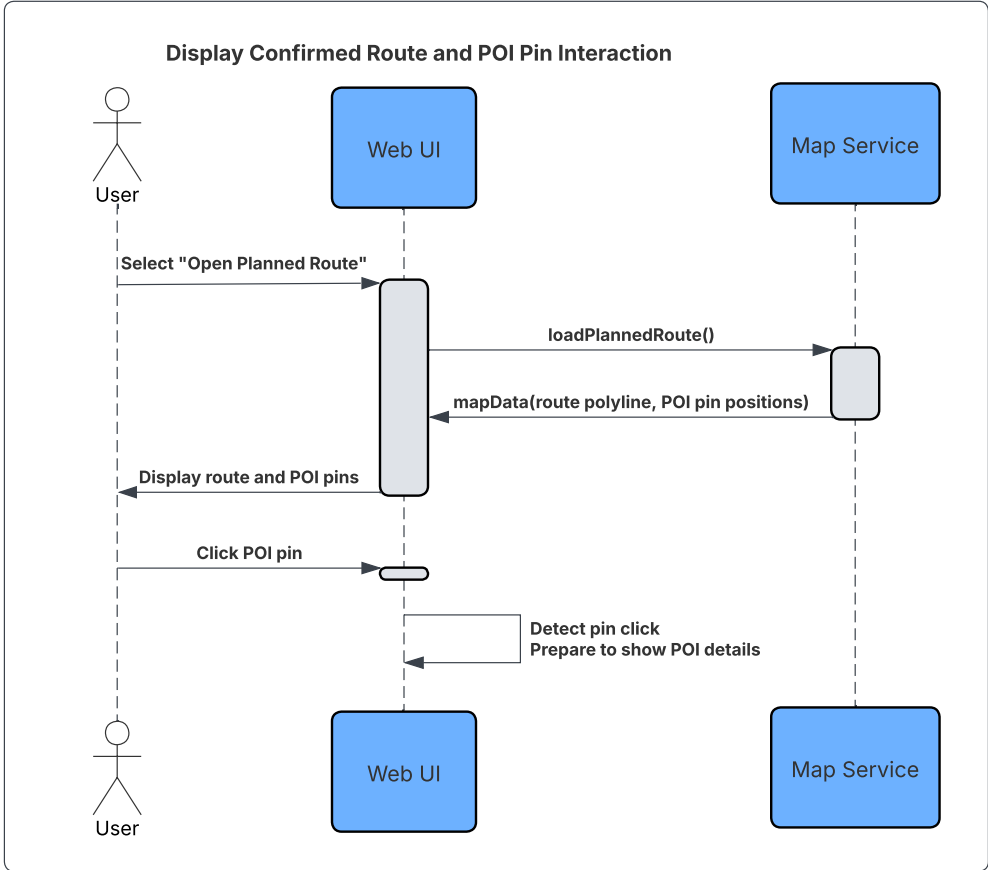 Display Confirmed Route and POI Pin Interaction
User
Web UI
Map Service
Select "Open Planned Route"
loadPlannedRoute()
mapData(route polyline, POI pin positions)
Display route and POI pins
Click POI pin
Detect pin click
Prepare to show POI details
User
Web UI
Map Service